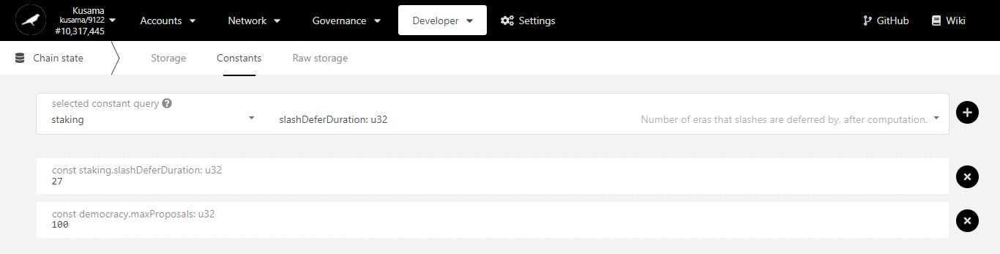 Kusama
kusama/9122
#10,317,445
Accounts Network Governance Developer Settings GitHub Wiki
Chain state Storage Constants Raw storage
selected constant query
staking slashDeferDuration: u32 Number of eras that slashes are deferred by, after computation.
const staking.slashDeferDuration: u32
27
const democracy.maxProposals: u32
100